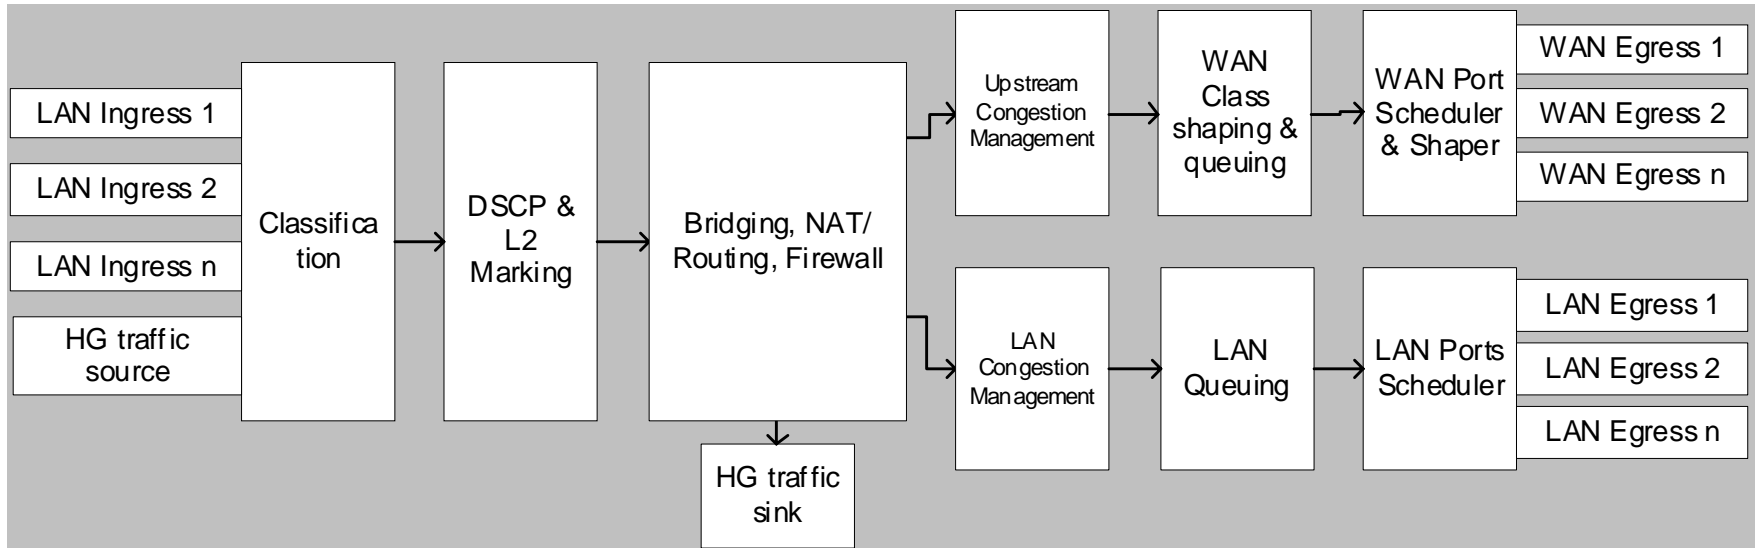 LAN Ingress 1
LAN Ingress 2
LAN Ingress n
HG traffic
source
Classifica
tion
DSCP &
L2
Marking
Bridging, NAT/
Routing, Firewall
HG traffic
sink
Upstream
Congestion
Management
WAN
Class
shaping &
queuing
WAN Port
Scheduler
& Shaper
WAN Egress 1
WAN Egress 2
WAN Egress n
LAN
Congestion
Management
LAN
Queuing
LAN Ports
Scheduler
LAN Egress 1
LAN Egress 2
LAN Egress n